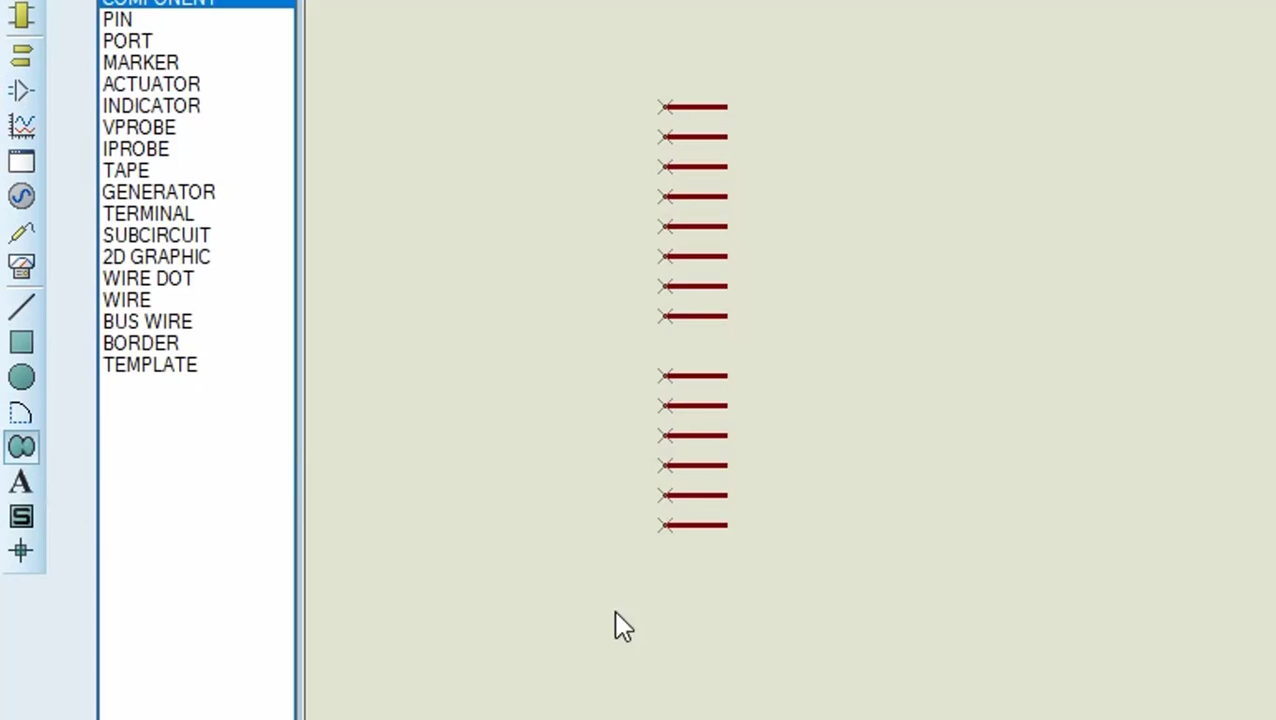 COMPONENT
PIN
PORT
MARKER
ACTUATOR
INDICATOR
VPROBE
IPROBE
TAPE
GENERATOR
TERMINAL
SUBCIRCUIT
2D GRAPHIC
WIRE DOT
WIRE
BUS WIRE
BORDER
TEMPLATE
A
S